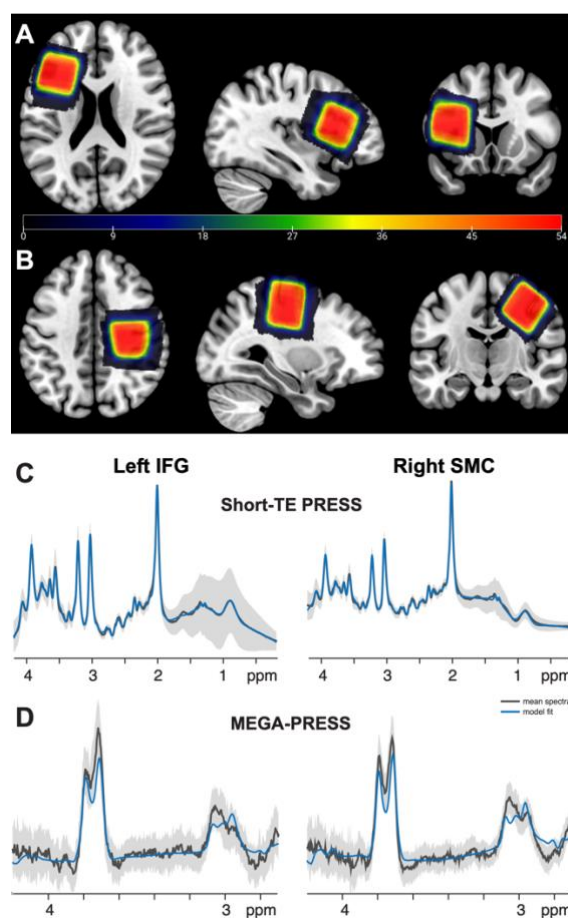 A
0 9 18 27 36 45 54
B
C
Left IFG Right SMC
Short-TE PRESS
4 3 2 1 ppm 4 3 2 1 ppm
D
MEGA-PRESS
mean spectra
model fit
4 3 ppm 4 3 ppm